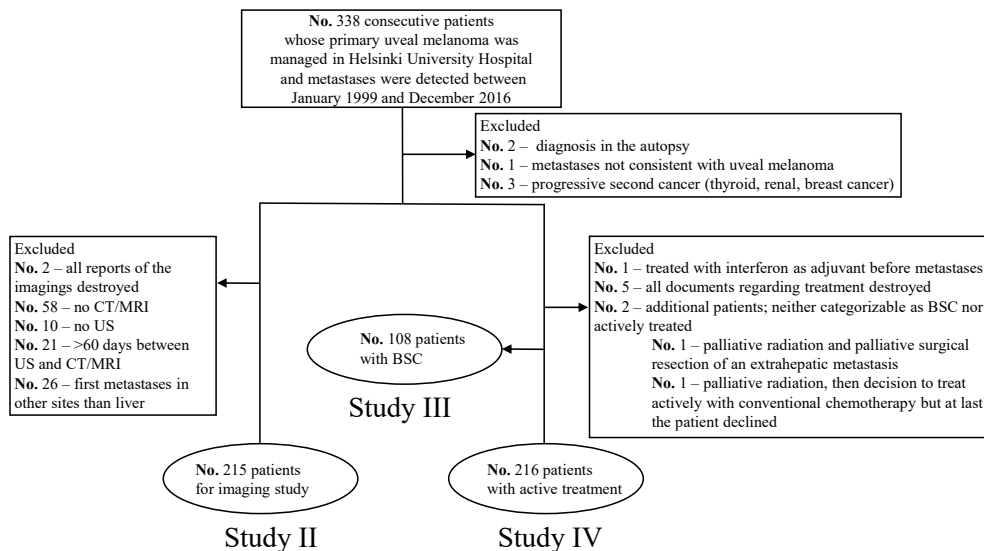 No. 338 consecutive patients
whose primary uveal melanoma was
managed in Helsinki University Hospital
and metastases were detected between
January 1999 and December 2016
Excluded
No. 2 – diagnosis in the autopsy
No. 1 – metastases not consistent with uveal melanoma
No. 3 – progressive second cancer (thyroid, renal, breast cancer)
Excluded
No. 2 – all reports of the
imagings destroyed
No. 58 – no CT/MRI
No. 10 – no US
No. 21 – >60 days between
US and CT/MRI
No. 26 – first metastases in
other sites than liver
Excluded
No. 1 – treated with interferon as adjuvant before metastases
No. 5 – all documents regarding treatment destroyed
No. 2 – additional patients; neither categorizable as BSC nor
actively treated
No. 1 – palliative radiation and palliative surgical
resection of an extrahepatic metastasis
No. 1 – palliative radiation, then decision to treat
actively with conventional chemotherapy but at last
the patient declined
No. 108 patients
with BSC
Study III
No. 215 patients
for imaging study
Study II
No. 216 patients
with active treatment
Study IV